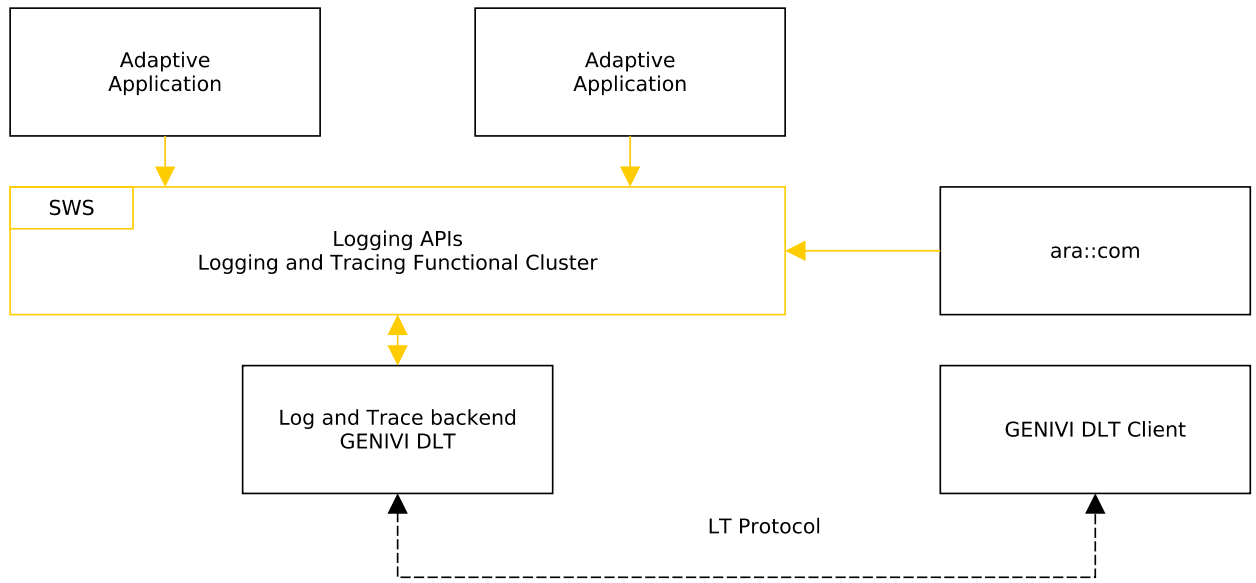 Adaptive
Application
Adaptive
Application
SWS
Logging APIs
Logging and Tracing Functional Cluster
ara::com
Log and Trace backend
GENIVI DLT
GENIVI DLT Client
LT Protocol